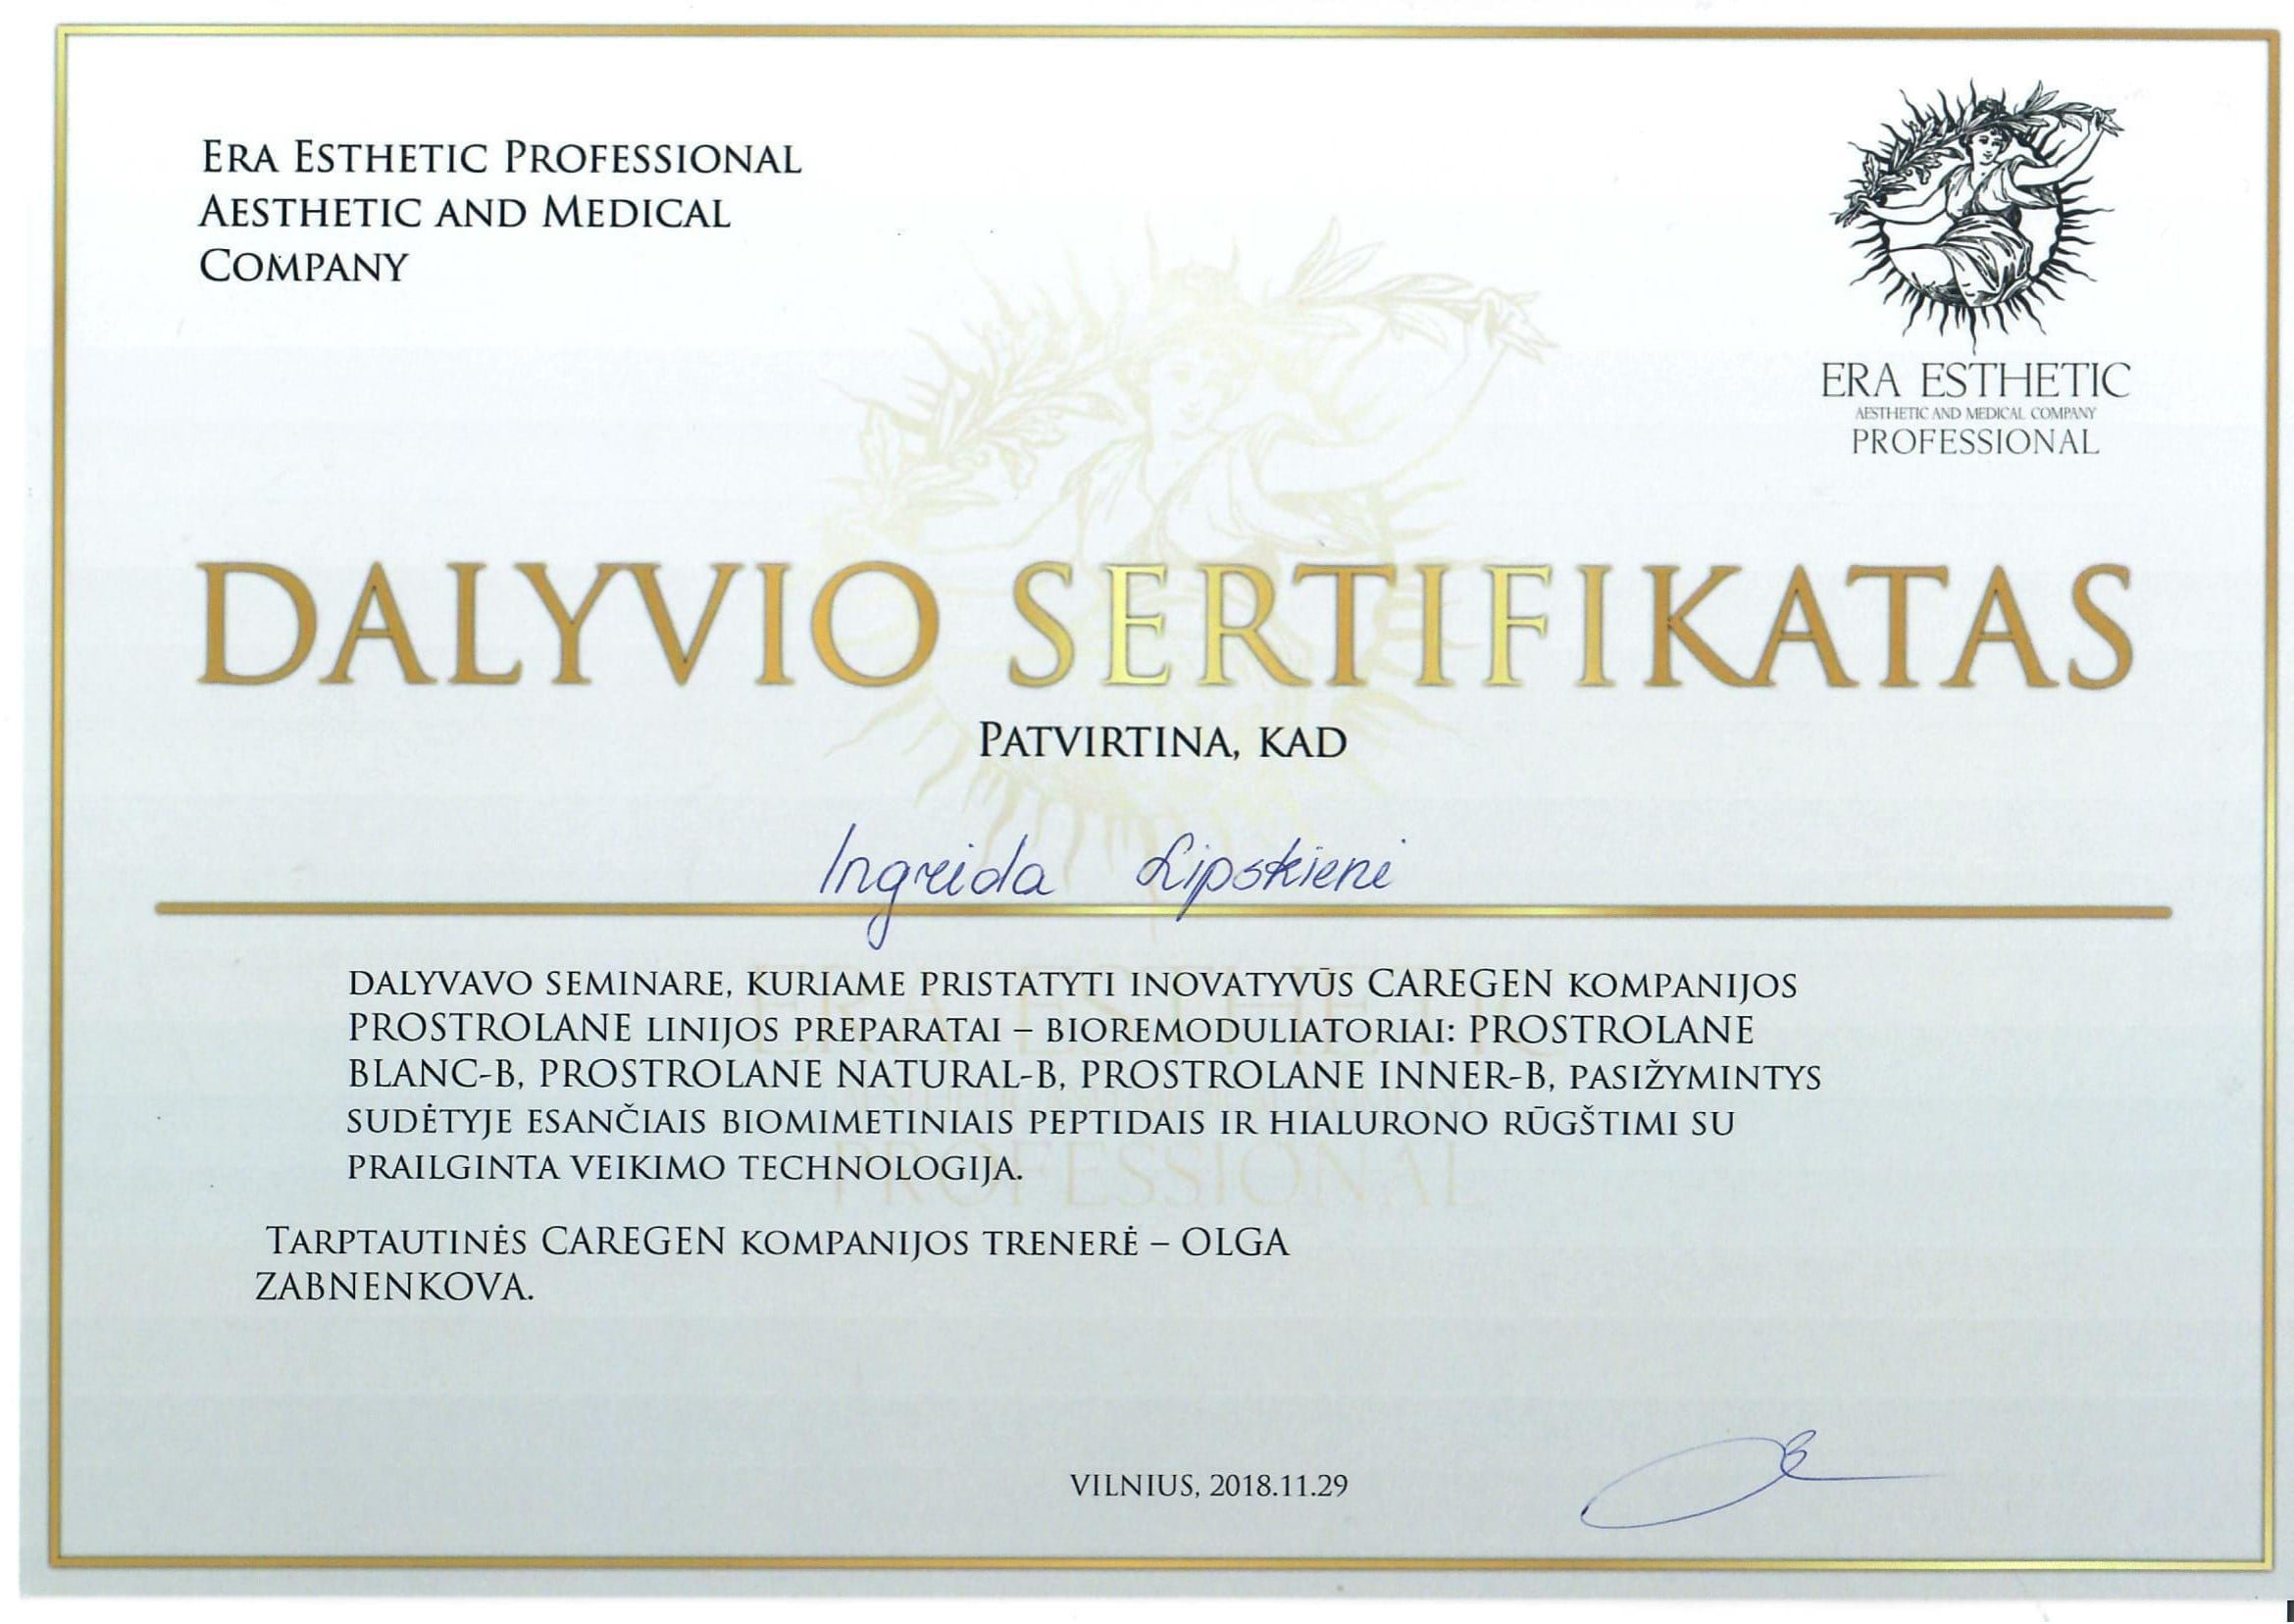 Era Esthetic Professional
Aesthetic and Medical
Company
ERA ESTHETIC
AESTHETIC AND MEDICAL COMPANY
PROFESSIONAL
DALYVIO SERTIFIKATAS
Patvirtina, kad
Ingrida Lipskienė
dalyvavo seminare, kuriame pristatyti inovatyvūs CAREGEN kompanijos
PROSTROLANE linijos preparatai – bioremoduliatoriai: PROSTROLANE
BLANC-B, PROSTROLANE NATURAL-B, PROSTROLANE INNER-B, pasižymintys
sudėtyje esančiais biomimetiniais peptidais ir hialurono rūgštimi su
prailginta veikimo technologija.
Tarptautinės CAREGEN kompanijos trenerė – OLGA
ZABNENKOVA.
VILNIUS, 2018.11.29